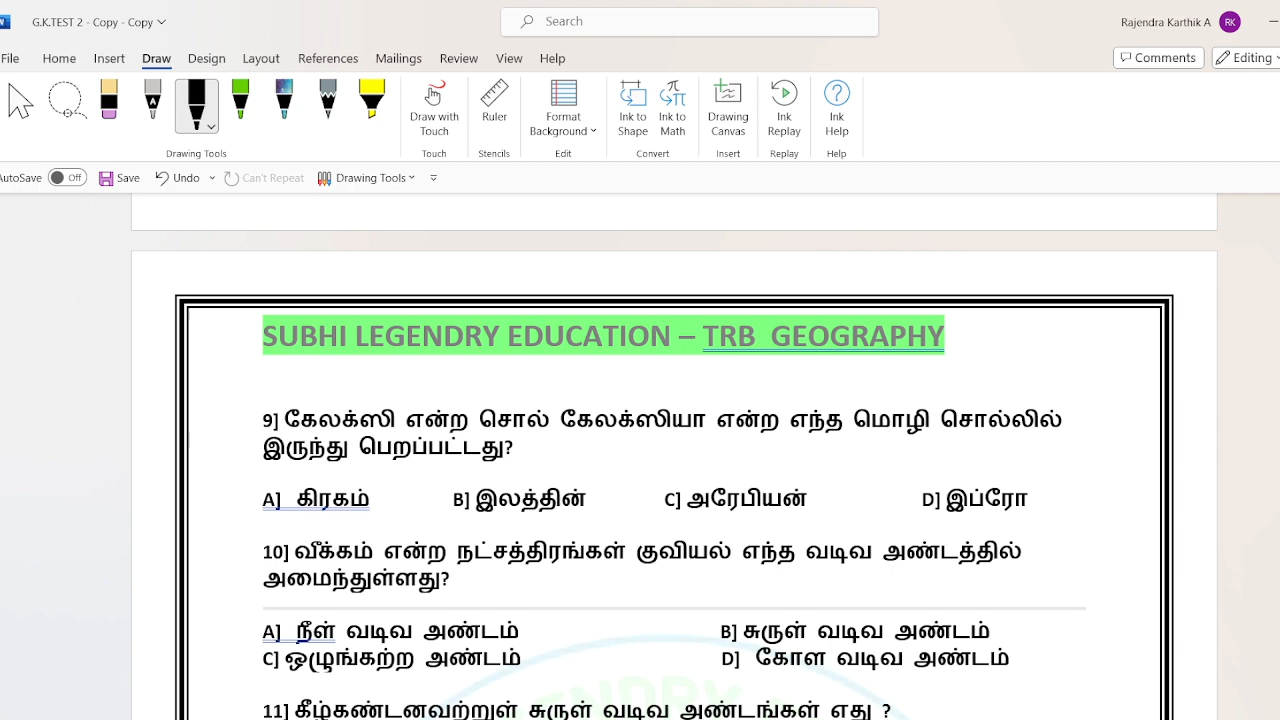 G.K.TEST 2 - Copy - Copy
Search
Rajendra Karthik A RK
File Home Insert Draw Design Layout References Mailings Review View Help
Comments Editing
Draw with Touch
Ruler
Format Background
Ink to Shape
Ink to Math
Drawing Canvas
Ink Replay
Ink Help
Drawing Tools Touch Stencils Edit Convert Insert Replay Help
AutoSave Off Save Undo Can't Repeat Drawing Tools
SUBHI LEGENDRY EDUCATION – TRB GEOGRAPHY
9] கேலக்ஸி என்ற சொல் கேலக்ஸியா என்ற எந்த மொழி சொல்லில்
இருந்து பெறப்பட்டது?
A] கிரகம் B] இலத்தின் C] அரேபியன் D] இப்ரோ
10] வீக்கம் என்ற நட்சத்திரங்கள் குவியல் எந்த வடிவ அண்டத்தில்
அமைந்துள்ளது?
A] நீள் வடிவ அண்டம் B] சுருள் வடிவ அண்டம்
C] ஒழுங்கற்ற அண்டம் D] கோள வடிவ அண்டம்
11] கீழ்கண்டனவற்றுள் சுருள் வடிவ அண்டங்கள் எது ?